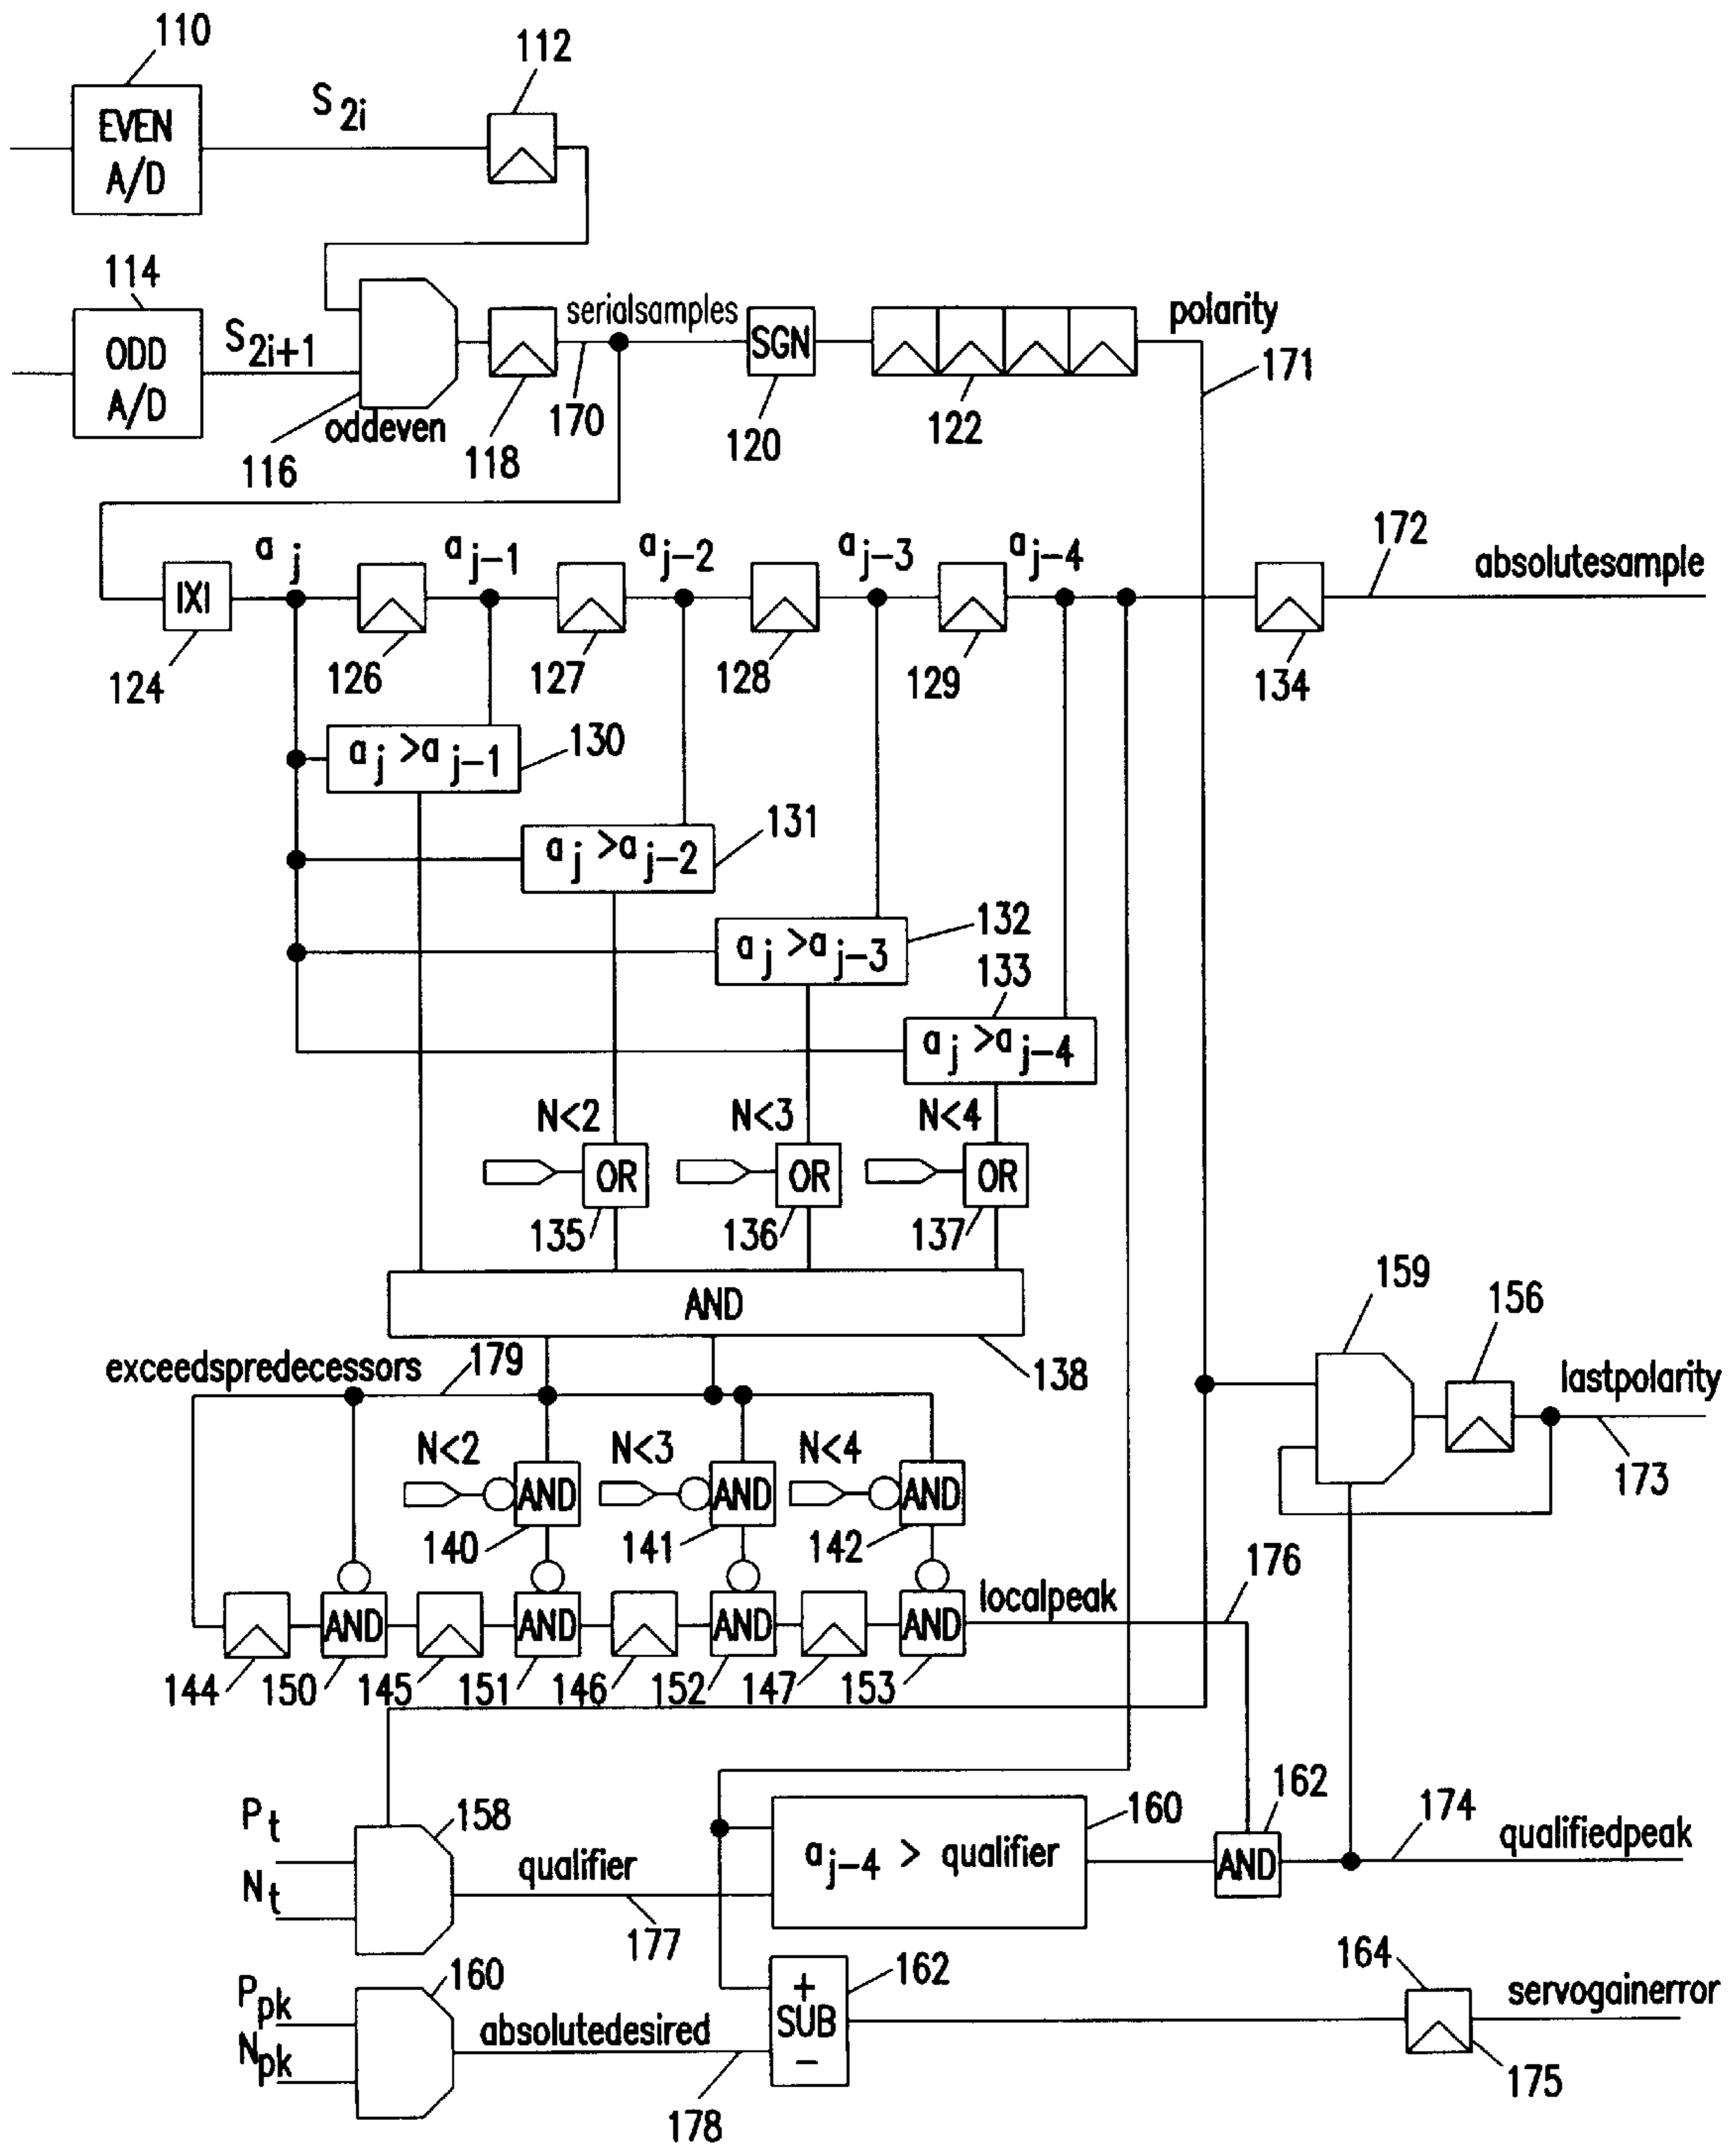 110
112
EVEN
A/D
S 2i
114
ODD
A/D
S 2i+1
oddeven
116
118
serialsamples
170
SGN
120
122
polarity
171
|X|
124
a j
a j−1
a j−2
a j−3
a j−4
172
absolutesample
126
127
128
129
134
a j >a j−1
130
a j >a j−2
131
a j >a j−3
132
133
a j >a j−4
N<2
N<3
N<4
OR
OR
OR
135
136
137
AND
138
159
156
exceedspredecessors
179
lastpolarity
173
N<2
N<3
N<4
AND
AND
AND
140
141
142
176
localpeak
AND
AND
AND
AND
144
150
145
151
146
152
147
153
P t
N t
158
qualifier
177
a j−4 > qualifier
160
162
AND
174
qualifiedpeak
P pk
N pk
160
absolutedesired
178
+
SUB
−
162
164
servogainerror
175